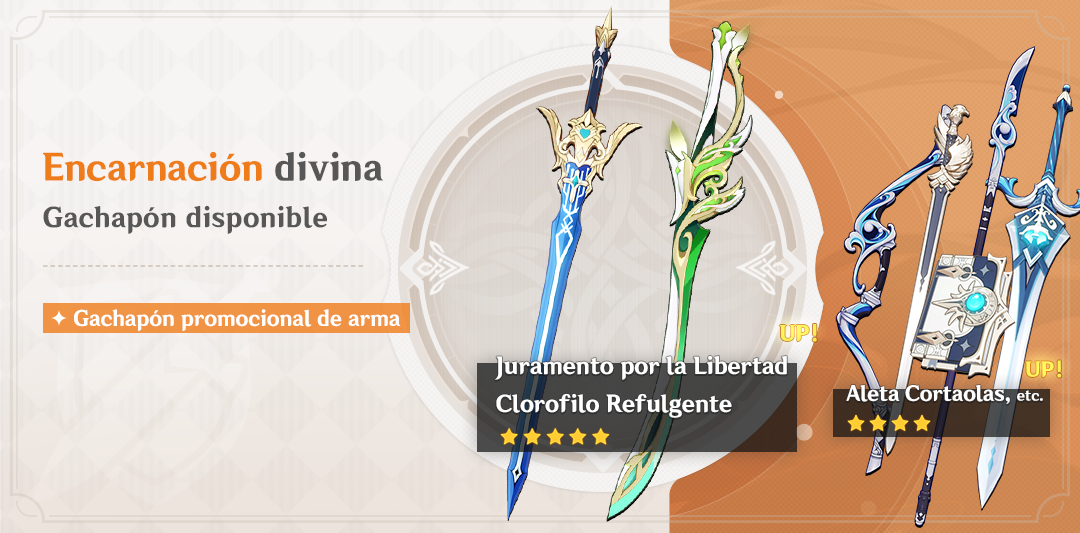 Encarnación divina
Gachapón disponible
✦ Gachapón promocional de arma
UP!
Juramento por la Libertad
Clorofilo Refulgente
UP!
Aleta Cortaolas, etc.